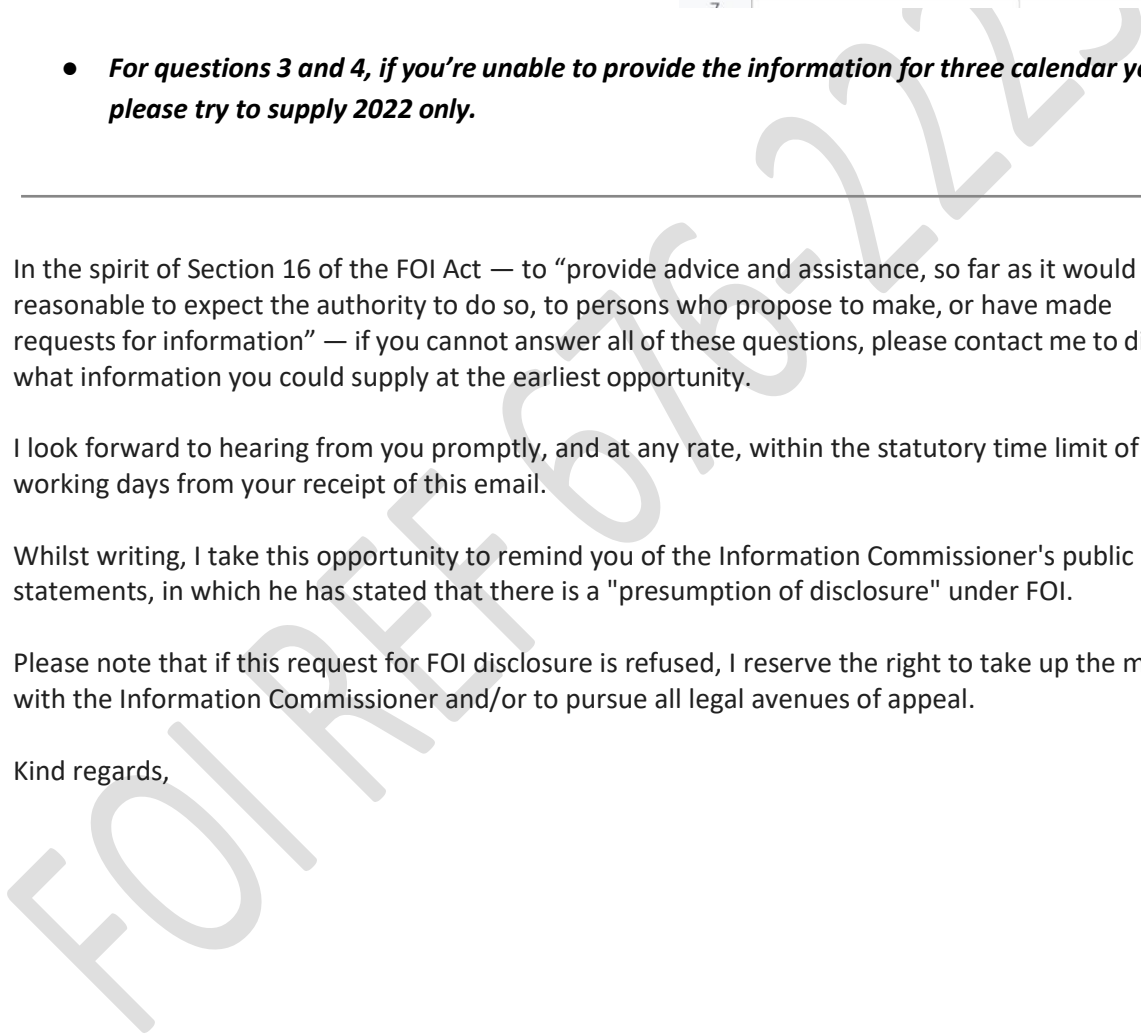 7
● For questions 3 and 4, if you’re unable to provide the information for three calendar
please try to supply 2022 only.
In the spirit of Section 16 of the FOI Act — to “provide advice and assistance, so far as it would
reasonable to expect the authority to do so, to persons who propose to make, or have made
requests for information” — if you cannot answer all of these questions, please contact me to
what information you could supply at the earliest opportunity.
I look forward to hearing from you promptly, and at any rate, within the statutory time limit of
working days from your receipt of this email.
Whilst writing, I take this opportunity to remind you of the Information Commissioner's public
statements, in which he has stated that there is a "presumption of disclosure" under FOI.
Please note that if this request for FOI disclosure is refused, I reserve the right to take up the
with the Information Commissioner and/or to pursue all legal avenues of appeal.
Kind regards,
FOI REF 676-222